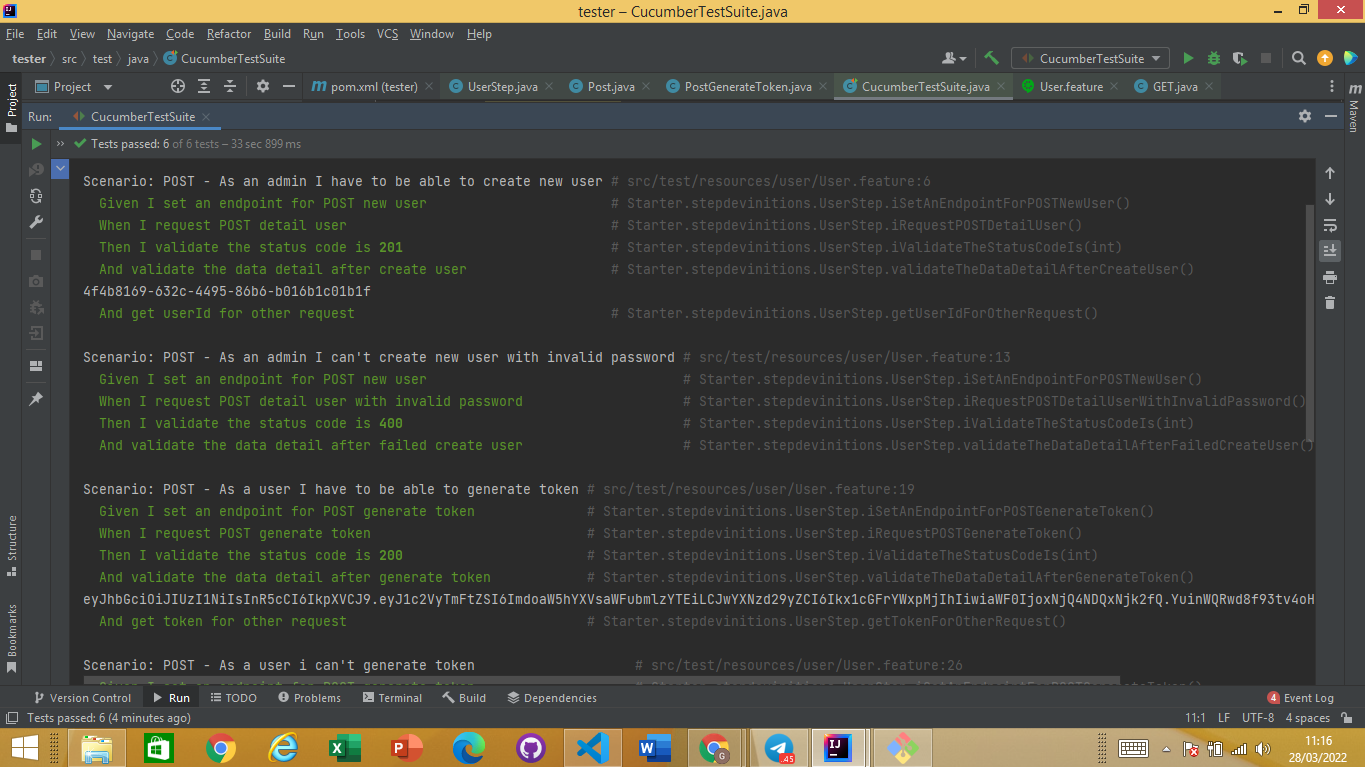 tester – CucumberTestSuite.java
File Edit View Navigate Code Refactor Build Run Tools VCS Window Help
tester src test java CucumberTestSuite
CucumberTestSuite
Project
pom.xml (tester) UserStep.java Post.java PostGenerateToken.java CucumberTestSuite.java User.feature GET.java
Project
Maven
Run: CucumberTestSuite
Tests passed: 6 of 6 tests – 33 sec 899 ms
Scenario: POST - As an admin I have to be able to create new user # src/test/resources/user/User.feature:6
Given I set an endpoint for POST new user # Starter.stepdevinitions.UserStep.iSetAnEndpointForPOSTNewUser()
When I request POST detail user # Starter.stepdevinitions.UserStep.iRequestPOSTDetailUser()
Then I validate the status code is 201 # Starter.stepdevinitions.UserStep.iValidateTheStatusCodeIs(int)
And validate the data detail after create user # Starter.stepdevinitions.UserStep.validateTheDataDetailAfterCreateUser()
4f4b8169-632c-4495-86b6-b016b1c01b1f
And get userId for other request # Starter.stepdevinitions.UserStep.getUserIdForOtherRequest()
Scenario: POST - As an admin I can't create new user with invalid password # src/test/resources/user/User.feature:13
Given I set an endpoint for POST new user # Starter.stepdevinitions.UserStep.iSetAnEndpointForPOSTNewUser()
When I request POST detail user with invalid password # Starter.stepdevinitions.UserStep.iRequestPOSTDetailUserWithInvalidPassword()
Then I validate the status code is 400 # Starter.stepdevinitions.UserStep.iValidateTheStatusCodeIs(int)
And validate the data detail after failed create user # Starter.stepdevinitions.UserStep.validateTheDataDetailAfterFailedCreateUser()
Scenario: POST - As a user I have to be able to generate token # src/test/resources/user/User.feature:19
Given I set an endpoint for POST generate token # Starter.stepdevinitions.UserStep.iSetAnEndpointForPOSTGenerateToken()
When I request POST generate token # Starter.stepdevinitions.UserStep.iRequestPOSTGenerateToken()
Then I validate the status code is 200 # Starter.stepdevinitions.UserStep.iValidateTheStatusCodeIs(int)
And validate the data detail after generate token # Starter.stepdevinitions.UserStep.validateTheDataDetailAfterGenerateToken()
eyJhbGciOiJIUzI1NiIsInR5cCI6IkpXVCJ9.eyJ1c2VyTmFtZSI6ImdoaW5hYXVsaWFubmlzYTEiLCJwYXNzd29yZCI6Ikx1cGFrYWxpMjIhIiwiaWF0IjoxNjQ4NDQxNjk2fQ.YuinWQRwd8f93tv4oH
And get token for other request # Starter.stepdevinitions.UserStep.getTokenForOtherRequest()
Scenario: POST - As a user i can't generate token # src/test/resources/user/User.feature:26
Structure
Bookmarks
Version Control Run TODO Problems Terminal Build Dependencies 4 Event Log
Tests passed: 6 (4 minutes ago) 11:1 LF UTF-8 4 spaces
45
11:16
28/03/2022